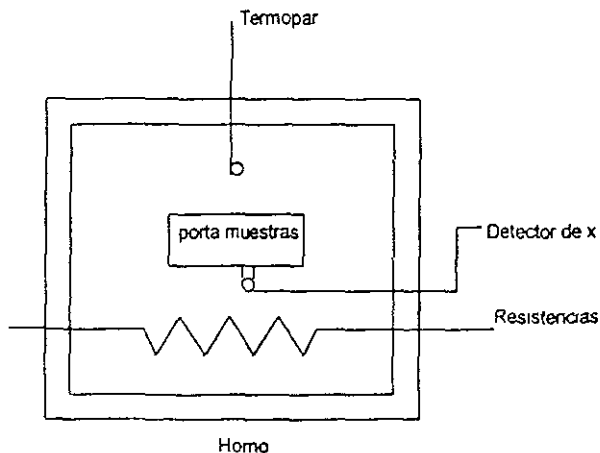 Termopar
porta muestras
Detector de x
Resistencias
Horno